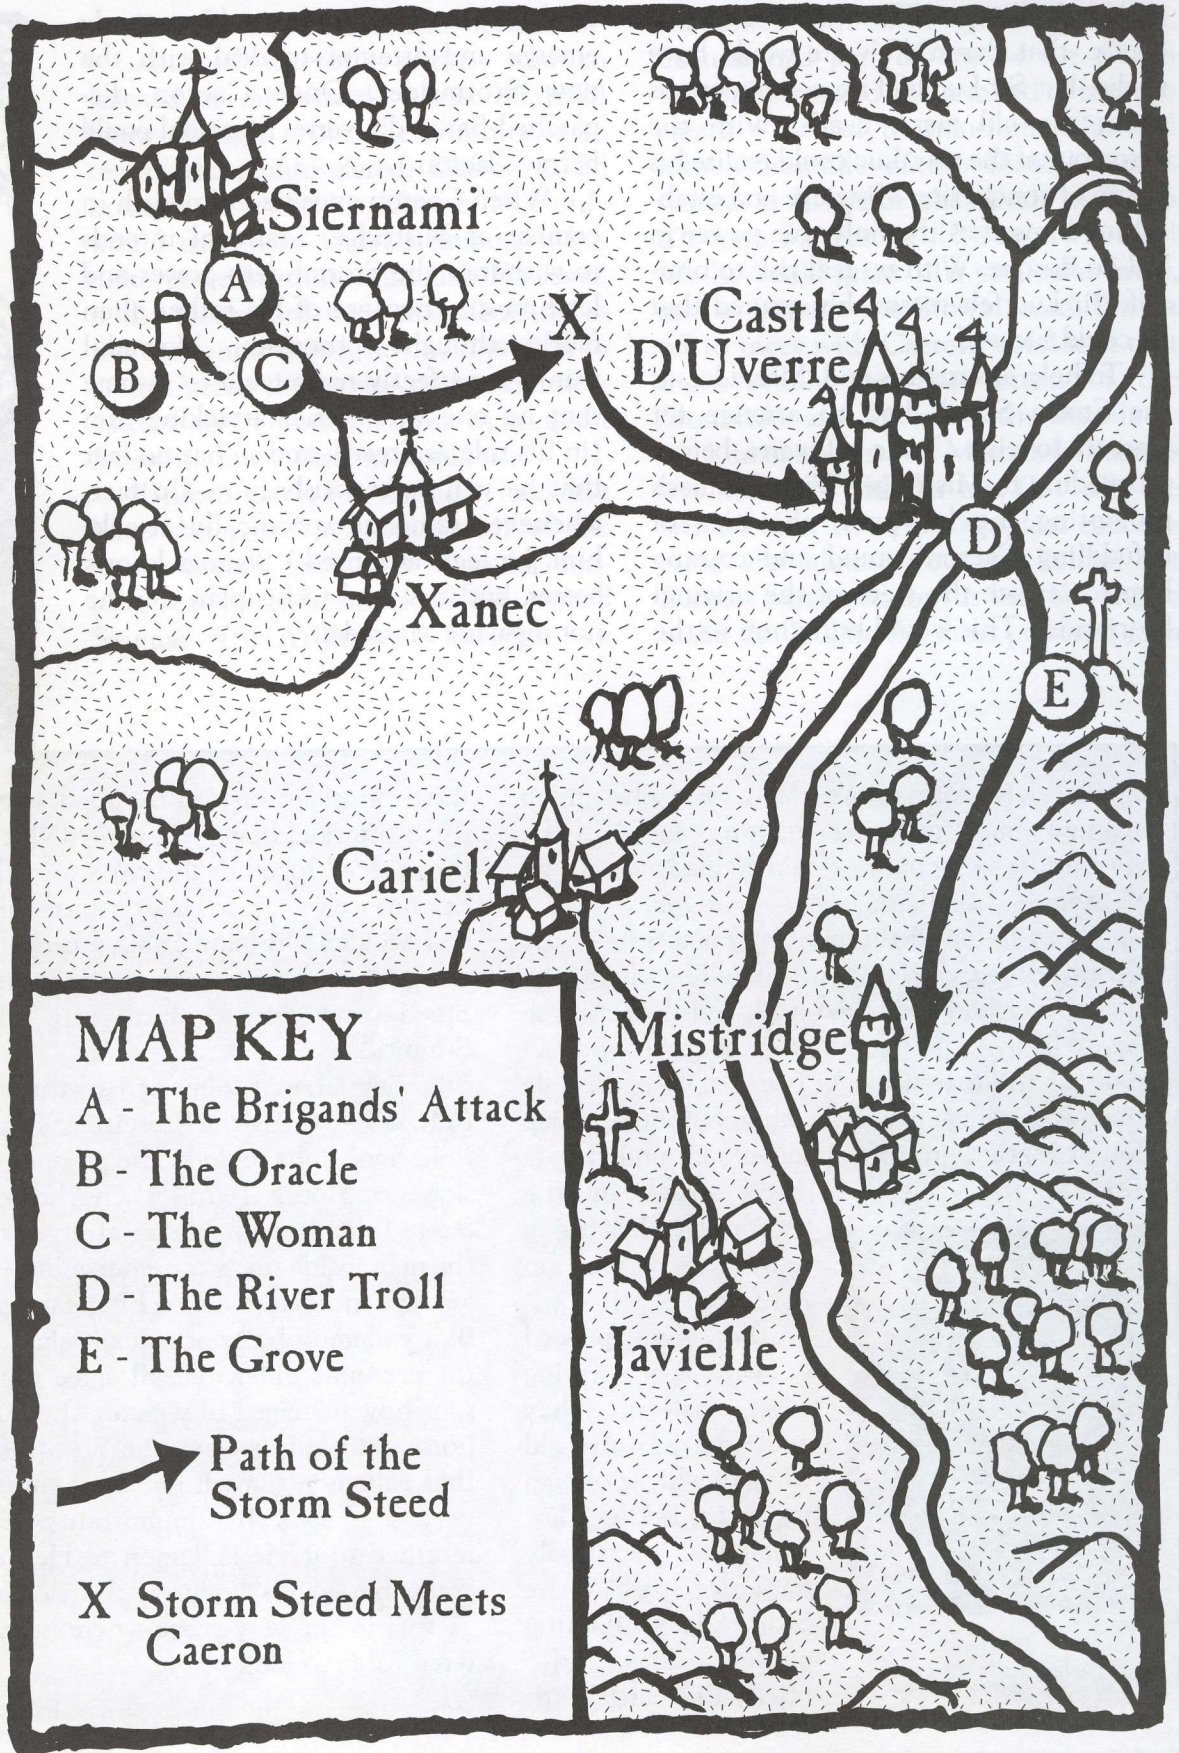 Siernami
A
B
C
X
Castle
D'Uverre
D
Xanec
E
Cariel
Mistridge
Javielle
MAP KEY
A - The Brigands' Attack
B - The Oracle
C - The Woman
D - The River Troll
E - The Grove
Path of the
Storm Steed
X Storm Steed Meets
Caeron